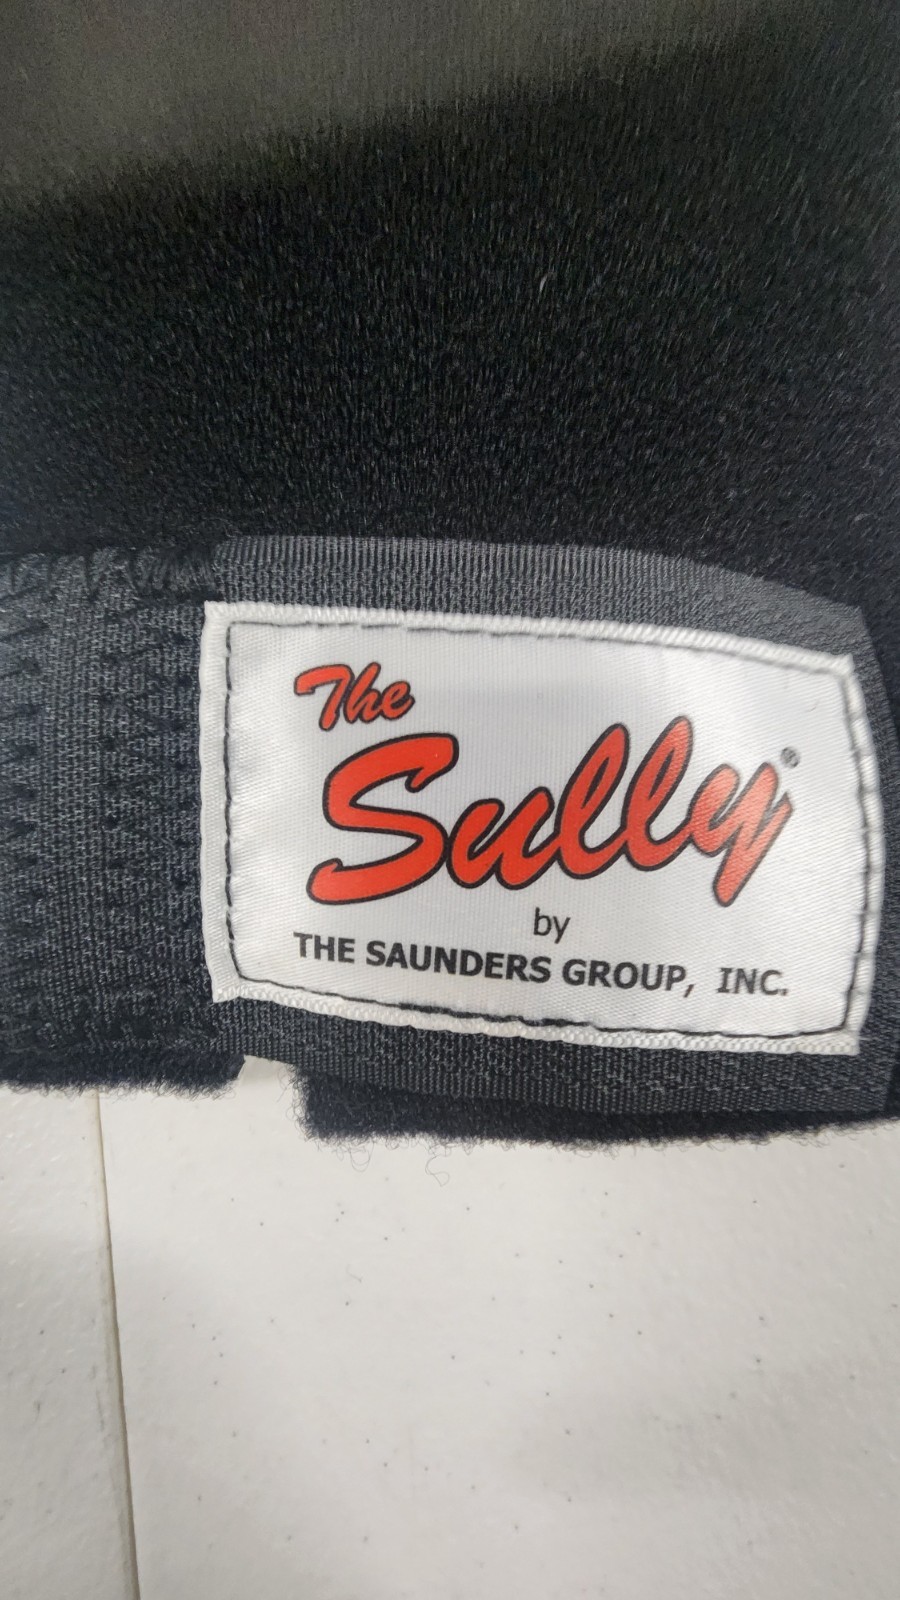 The
Sully®
by
THE SAUNDERS GROUP, INC.